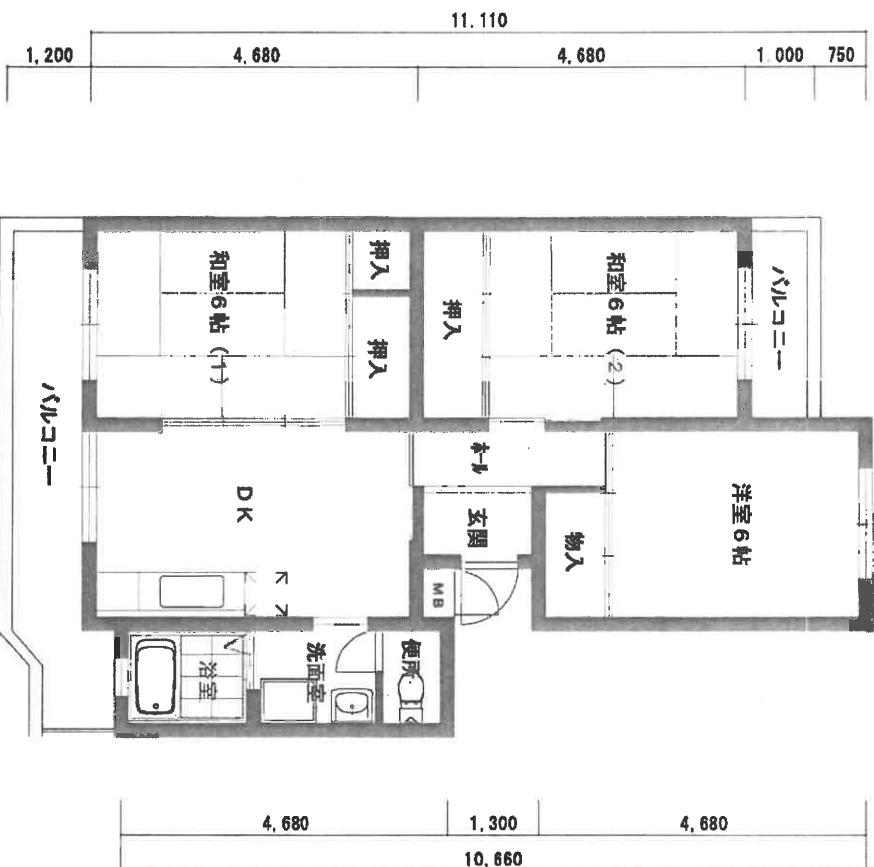 11,110
1,200 4,680 4,680 1.000 750
和室6帖(1)
押入
押入
押入
和室6帖(2)
バルコニー
バルコニー
DK
ホール
玄関
物入
洋室6帖
MB
浴室
洗面室
便所
4,680 1,300 4,680
10,660